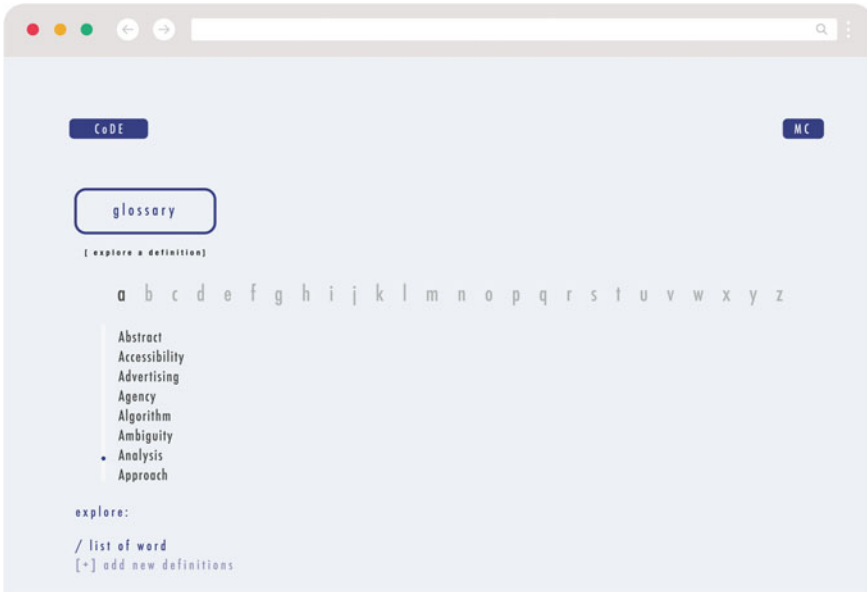 CoDE
MC
glossary
[ explore a definition]
a b c d e f g h i j k l m n o p q r s t u v w x y z
Abstract
Accessibility
Advertising
Agency
Algorithm
Ambiguity
Analysis
Approach
explore:
/ list of word
[+] add new definitions